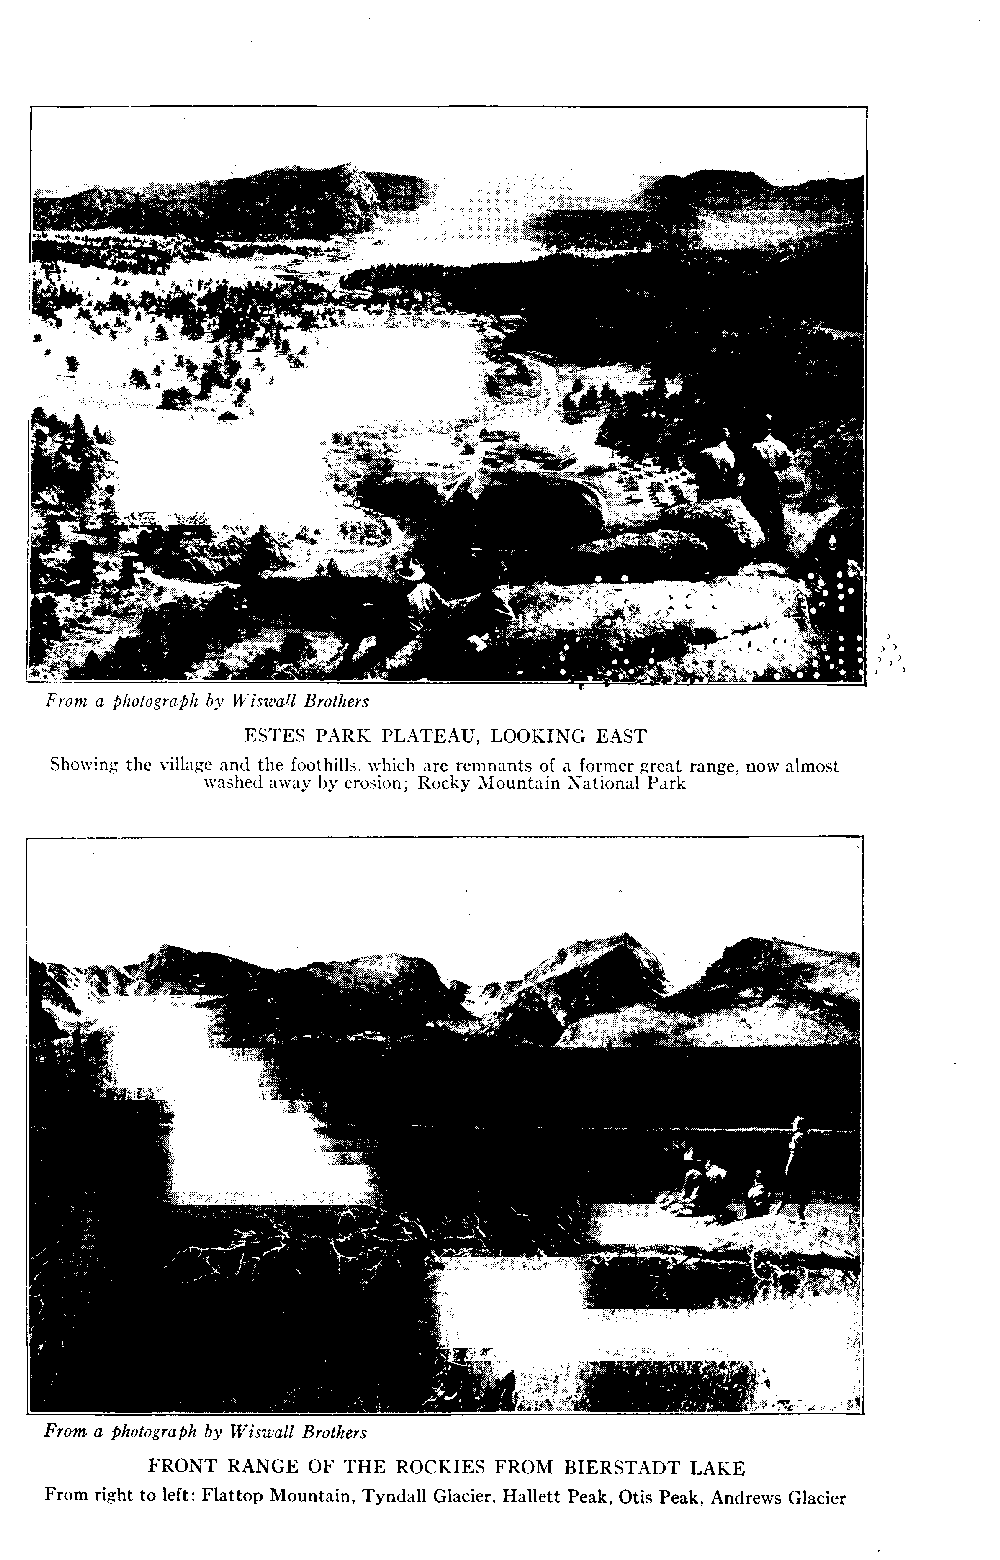 From a photograph by Wiswall Brothers
ESTES PARK PLATEAU, LOOKING EAST
Showing the village and the foothills, which are remnants of a former great range, now almost
washed away by erosion; Rocky Mountain National Park
From a photograph by Wiswall Brothers
FRONT RANGE OF THE ROCKIES FROM BIERSTADT LAKE
From right to left: Flattop Mountain, Tyndall Glacier, Hallett Peak, Otis Peak, Andrews Glacier